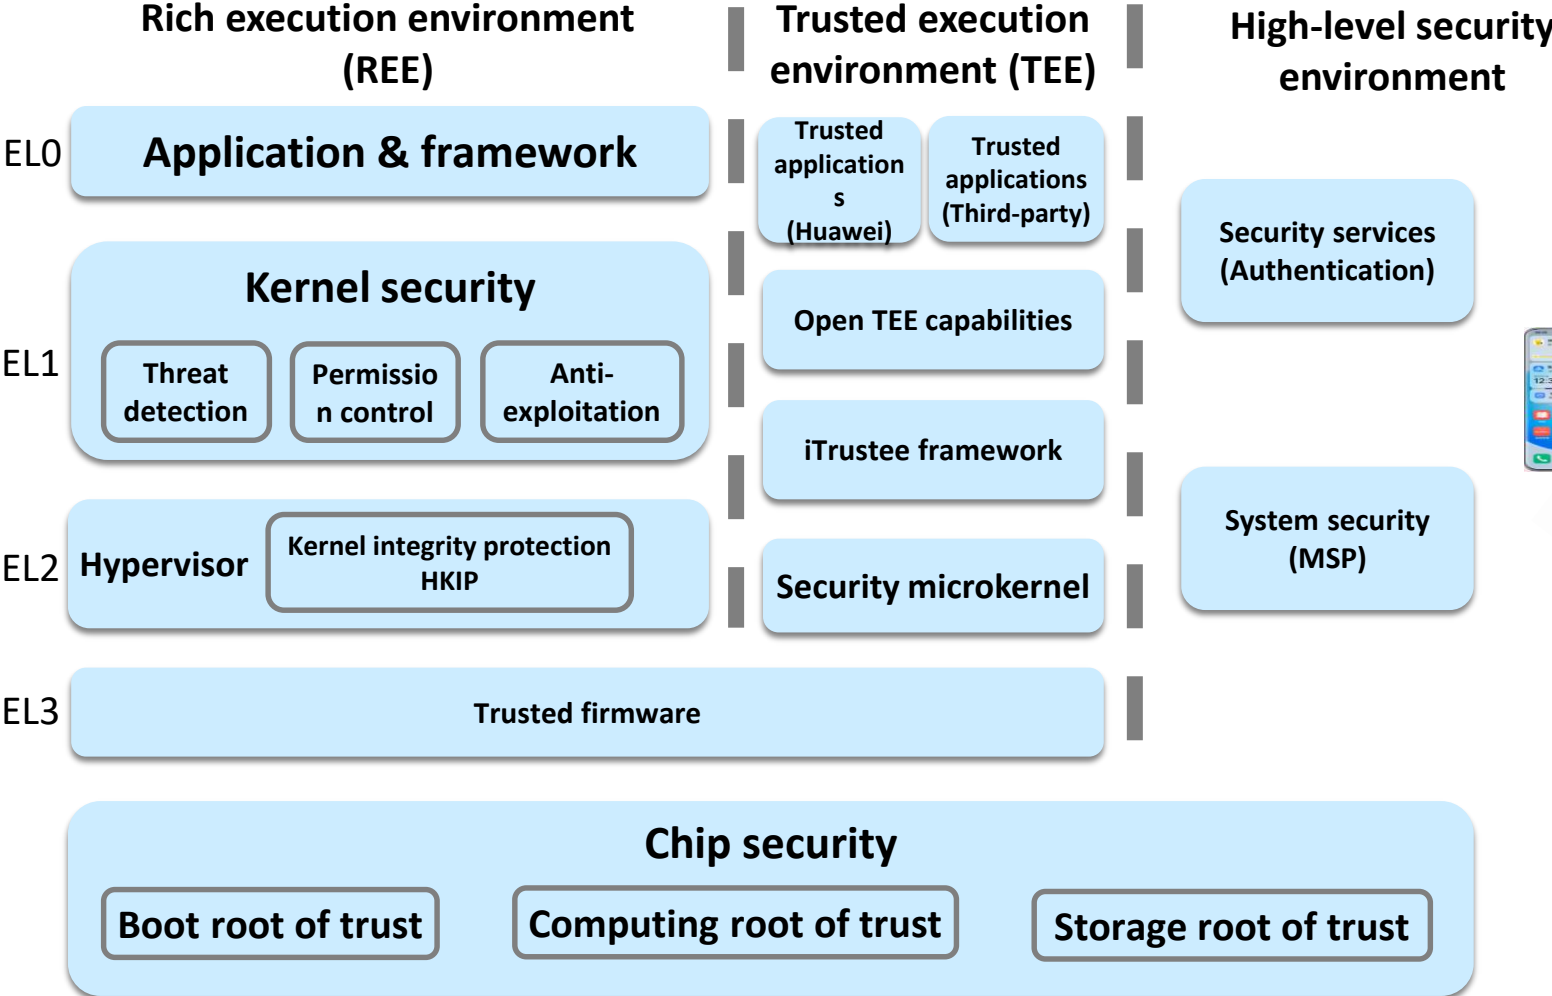 Rich execution environment
(REE)
Trusted execution
environment (TEE)
High-level security
environment
EL0
Application & framework
Trusted
application
s
(Huawei)
Trusted
applications
(Third-party)
Security services
(Authentication)
EL1
Kernel security
Threat
detection
Permissio
n control
Anti-
exploitation
Open TEE capabilities
iTrustee framework
EL2
Hypervisor
Kernel integrity protection
HKIP
Security microkernel
System security
(MSP)
EL3
Trusted firmware
Chip security
Boot root of trust
Computing root of trust
Storage root of trust